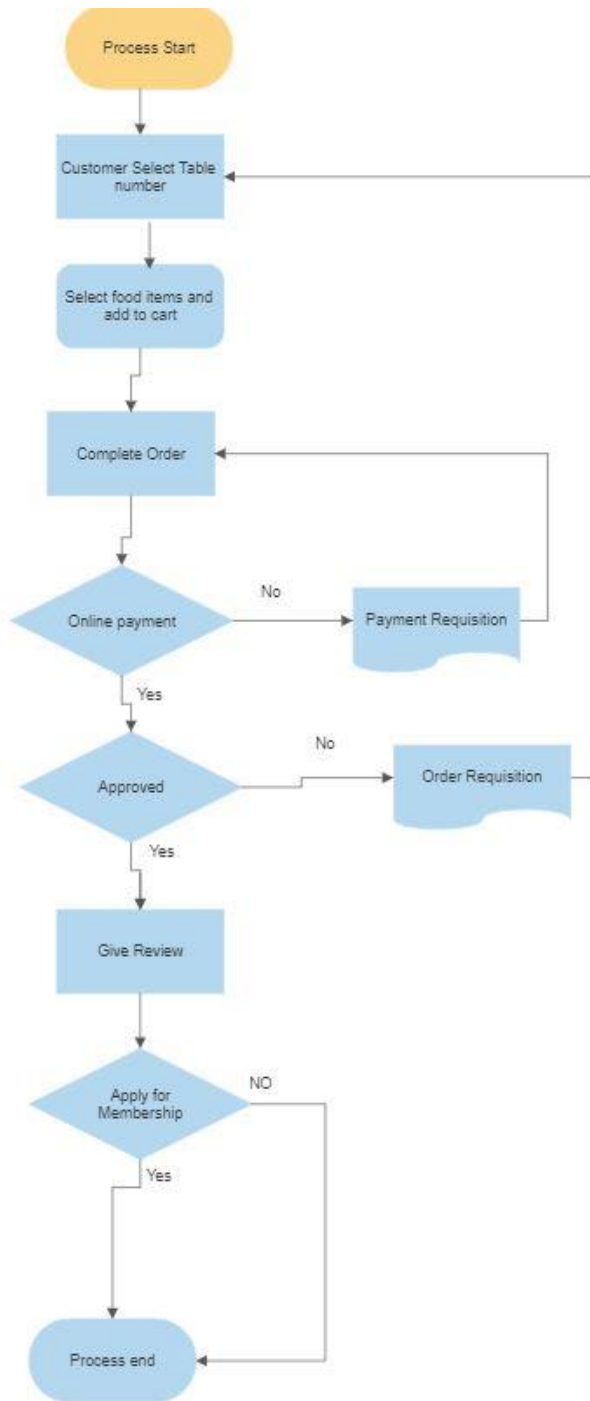 Process Start
Customer Select Table
number
Select food items and
add to cart
Complete Order
Online payment
No
Payment Requisition
Yes
Approved
No
Order Requisition
Yes
Give Review
Apply for
Membership
NO
Yes
Process end